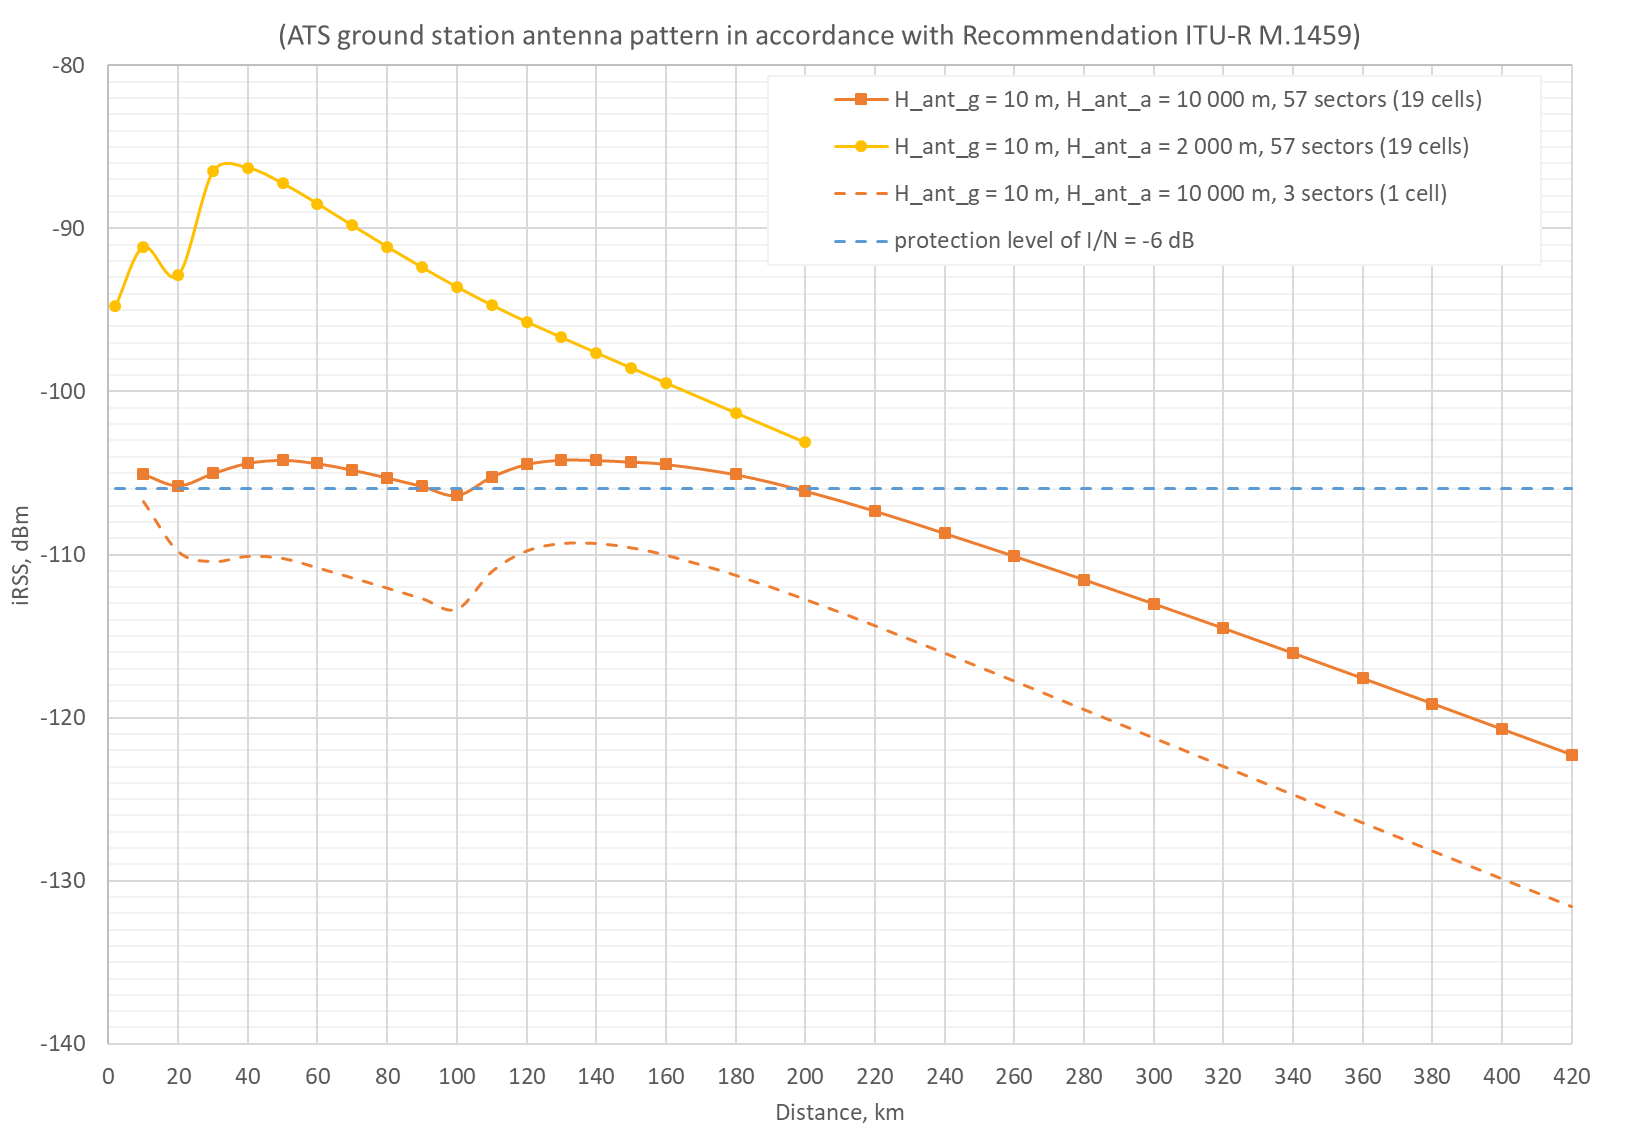 (ATS ground station antenna pattern in accordance with Recommendation ITU-R M.1459)
H_ant_g = 10 m, H_ant_a = 10 000 m, 57 sectors (19 cells)
H_ant_g = 10 m, H_ant_a = 2 000 m, 57 sectors (19 cells)
H_ant_g = 10 m, H_ant_a = 10 000 m, 3 sectors (1 cell)
protection level of I/N = -6 dB
iRSS, dBm
-80
-90
-100
-110
-120
-130
-140
0 20 40 60 80 100 120 140 160 180 200 220 240 260 280 300 320 340 360 380 400 420
Distance, km